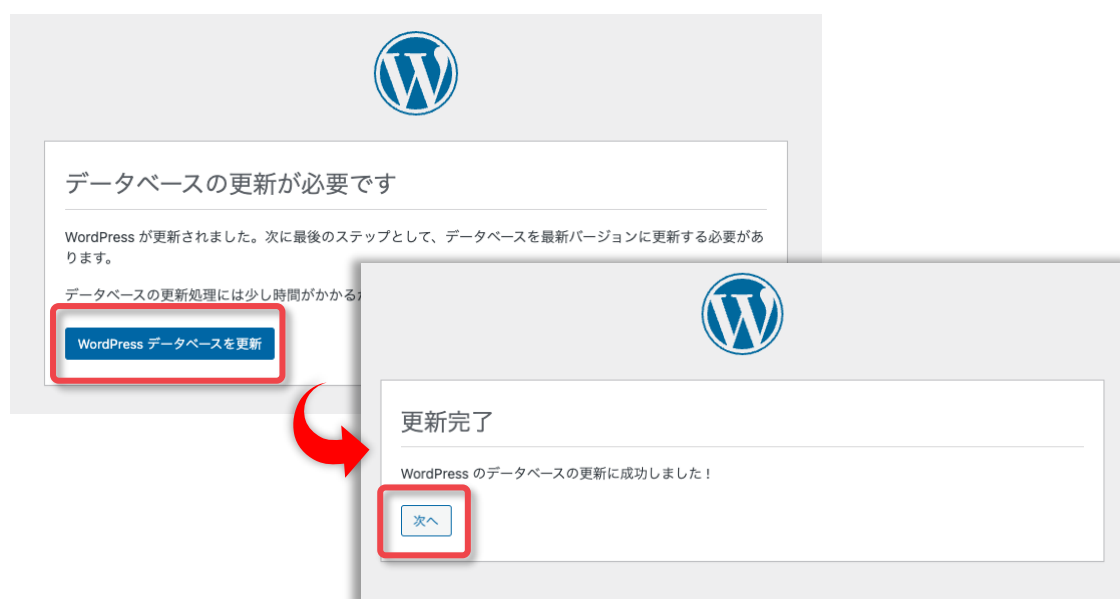 データベースの更新が必要です
WordPress が更新されました。次に最後のステップとして、データベースを最新バージョンに更新する必要があ
ります。
データベースの更新処理には少し時間がかかる
WordPress データベースを更新
更新完了
WordPress のデータベースの更新に成功しました！
次へ